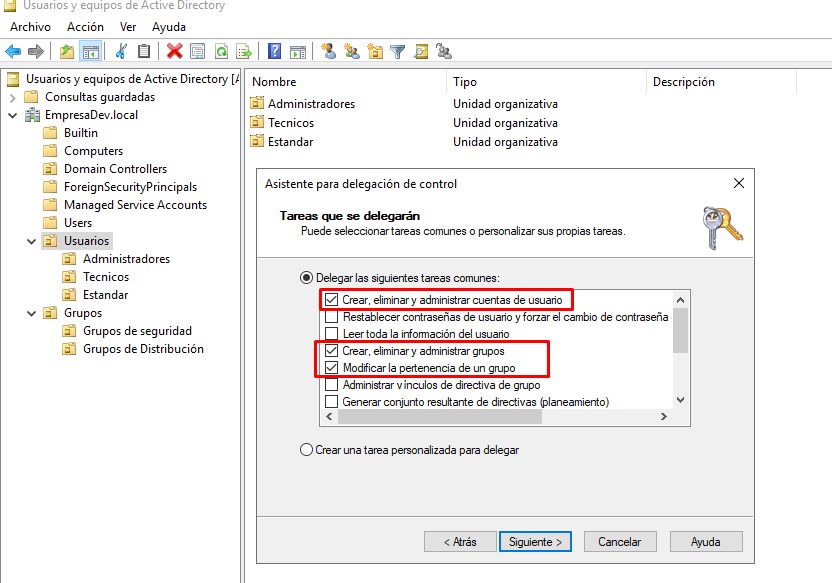 Usuarios y equipos de Active Directory
Archivo Acción Ver Ayuda
Usuarios y equipos de Active Directory [A
Consultas guardadas
EmpresaDev.local
Builtin
Computers
Domain Controllers
ForeignSecurityPrincipals
Managed Service Accounts
Users
Usuarios
Administradores
Tecnicos
Estandar
Grupos
Grupos de seguridad
Grupos de Distribución
Nombre Tipo Descripción
Administradores Unidad organizativa
Tecnicos Unidad organizativa
Estandar Unidad organizativa
Asistente para delegación de control
Tareas que se delegarán
Puede seleccionar tareas comunes o personalizar sus propias tareas.
Delegar las siguientes tareas comunes:
Crear, eliminar y administrar cuentas de usuario
Restablecer contraseñas de usuario y forzar el cambio de contraseña
Leer toda la información del usuario
Crear, eliminar y administrar grupos
Modificar la pertenencia de un grupo
Administrar vínculos de directiva de grupo
Generar conjunto resultante de directivas (planeamiento)
Crear una tarea personalizada para delegar
< Atrás Siguiente > Cancelar Ayuda